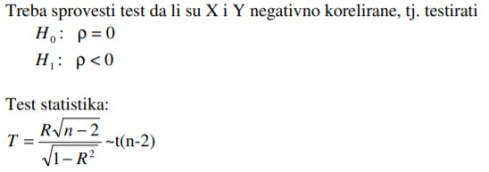 Treba sprovesti test da li su X i Y negativno korelirane, tj. testirati
H₀: ρ = 0
H₁: ρ < 0
Test statistika:
T = R√(n−2) / √(1−R²) ~t(n-2)